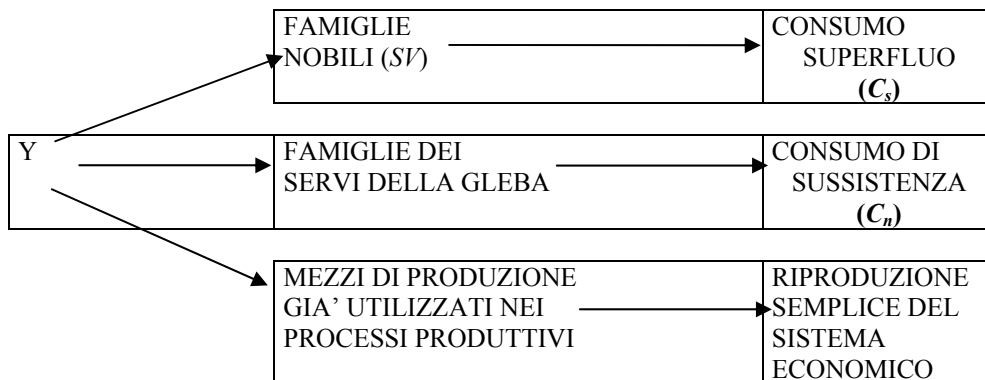 FAMIGLIE
NOBILI (SV)
CONSUMO
SUPERFLUO
(Cs)
Y
FAMIGLIE DEI
SERVI DELLA GLEBA
CONSUMO DI
SUSSISTENZA
(Cn)
MEZZI DI PRODUZIONE
GIA' UTILIZZATI NEI
PROCESSI PRODUTTIVI
RIPRODUZIONE
SEMPLICE DEL
SISTEMA
ECONOMICO